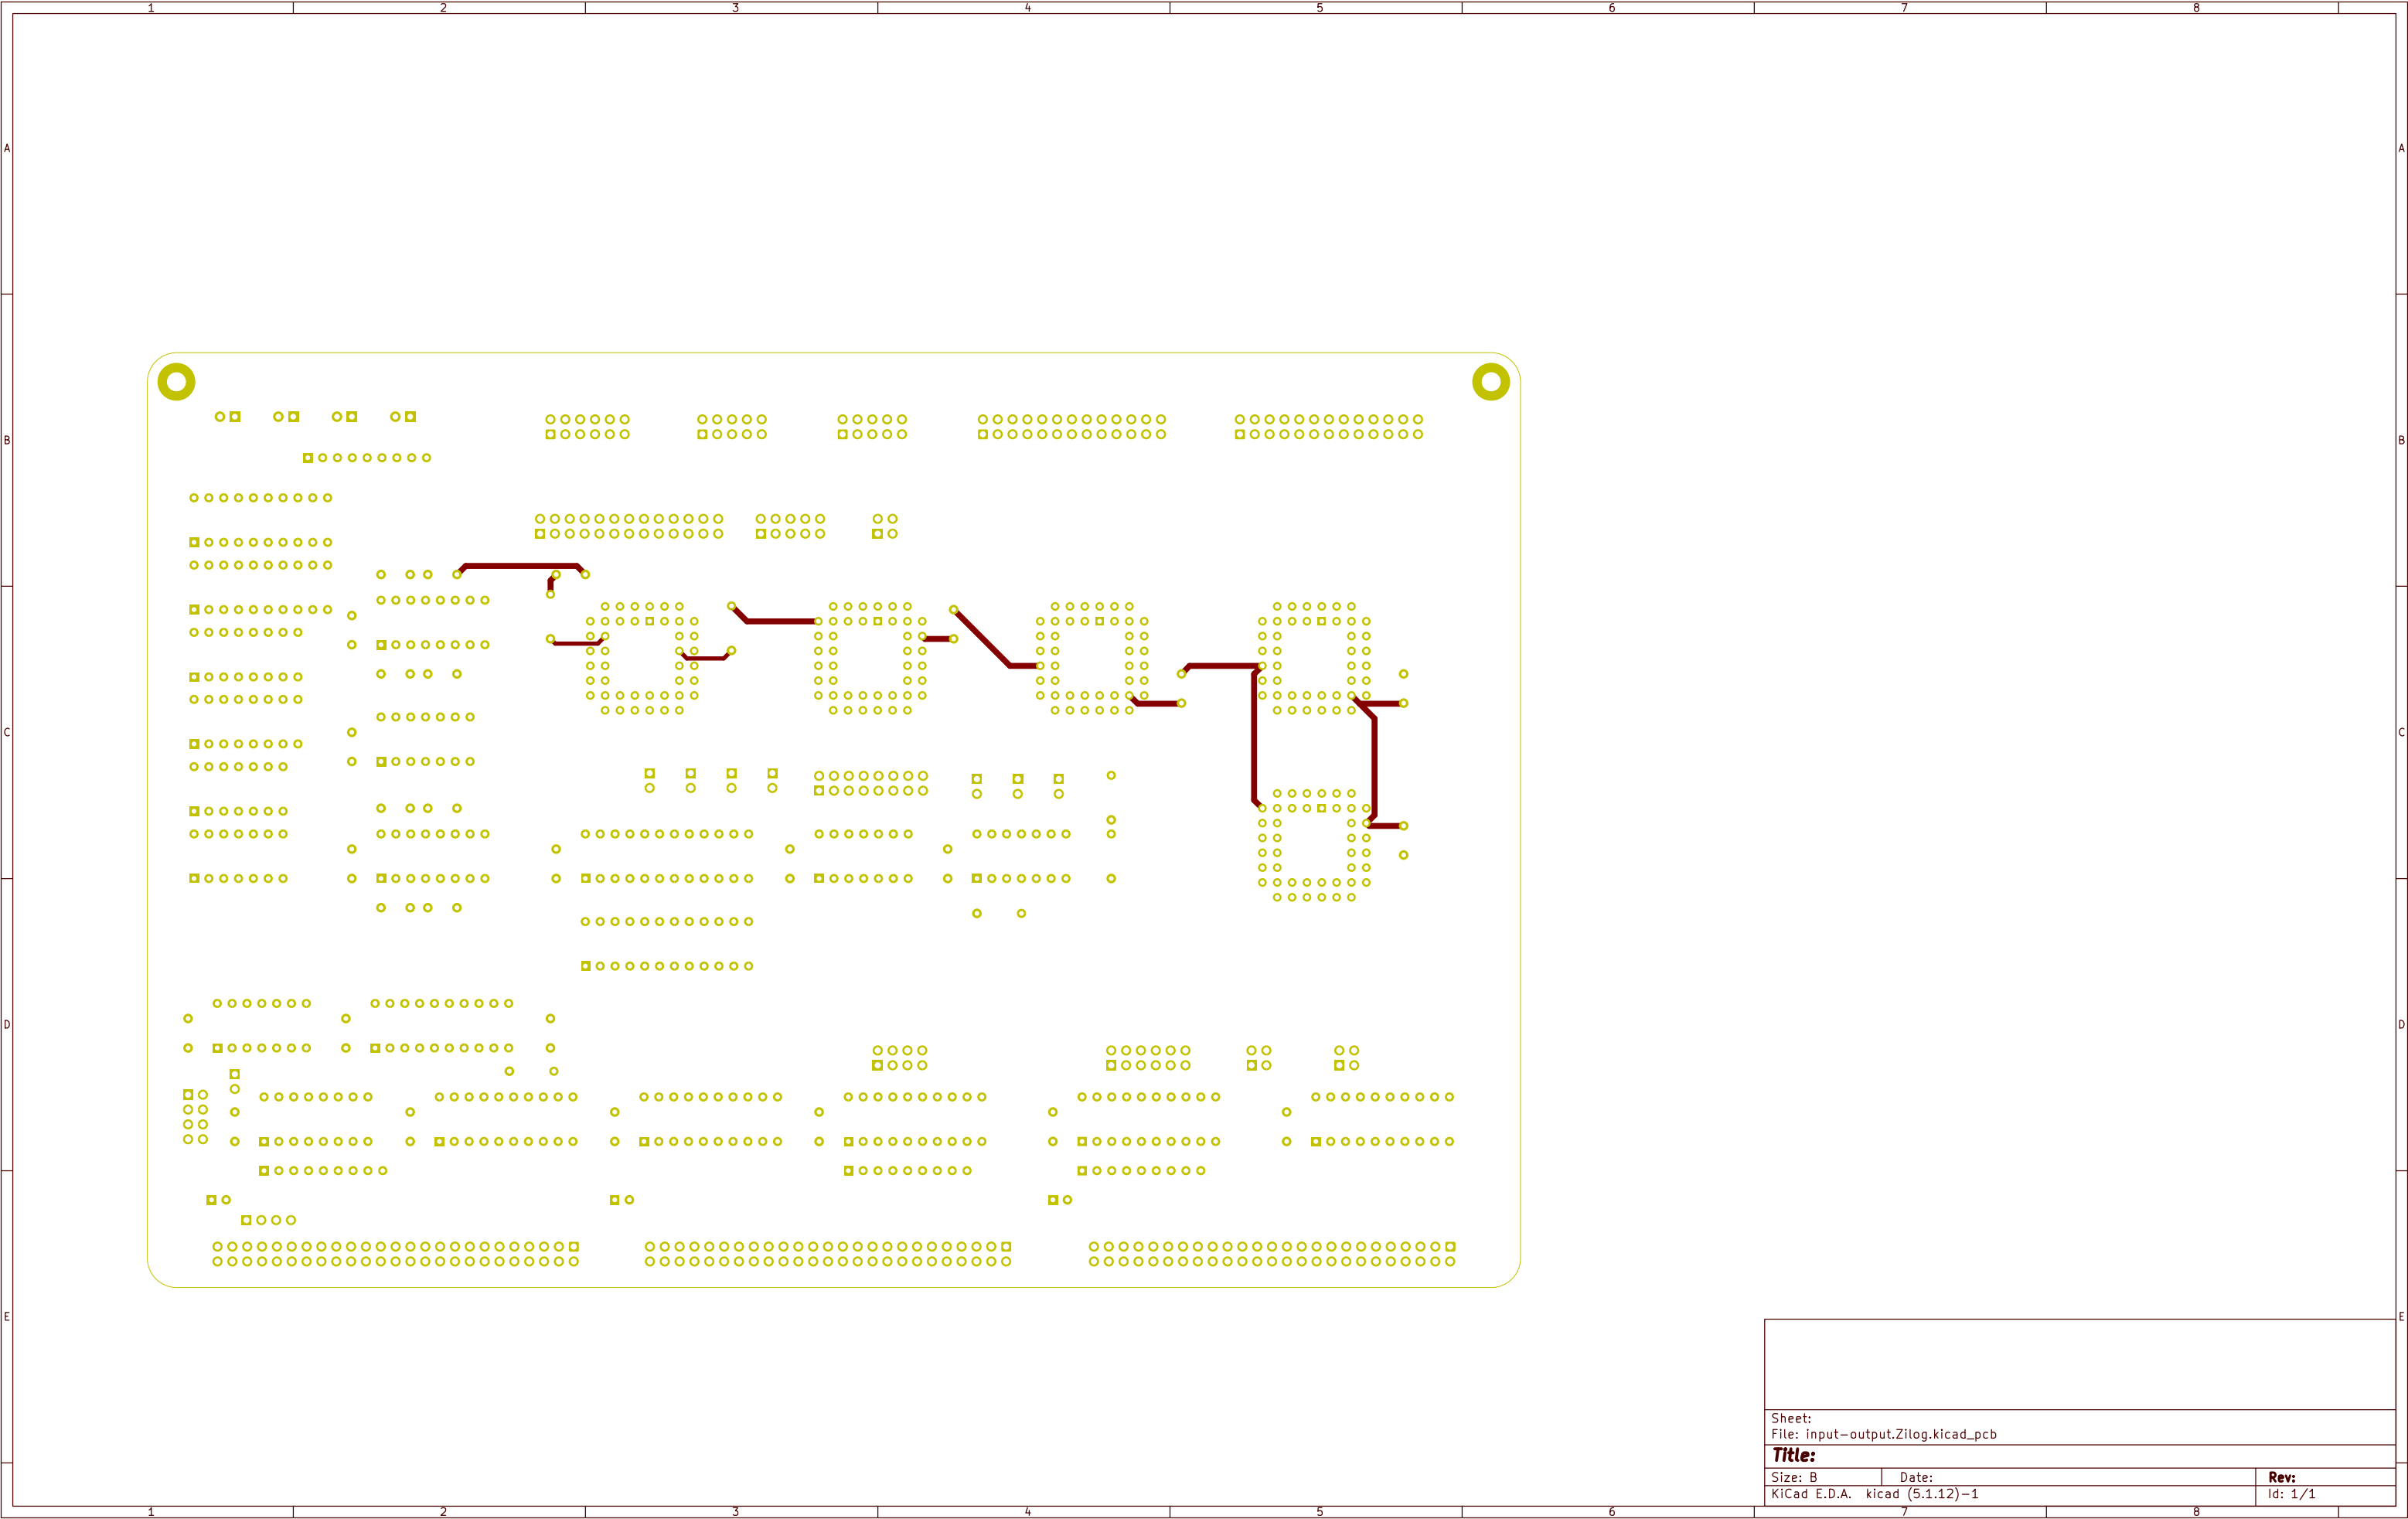 1 2 3 4 5 6 7 8
A A
B B
C C
D D
E E
Sheet:
File: input-output.Zilog.kicad_pcb
Title:
Size: B Date: Rev:
KiCad E.D.A. kicad (5.1.12)-1 Id: 1/1
1 2 3 4 5 6 7 8